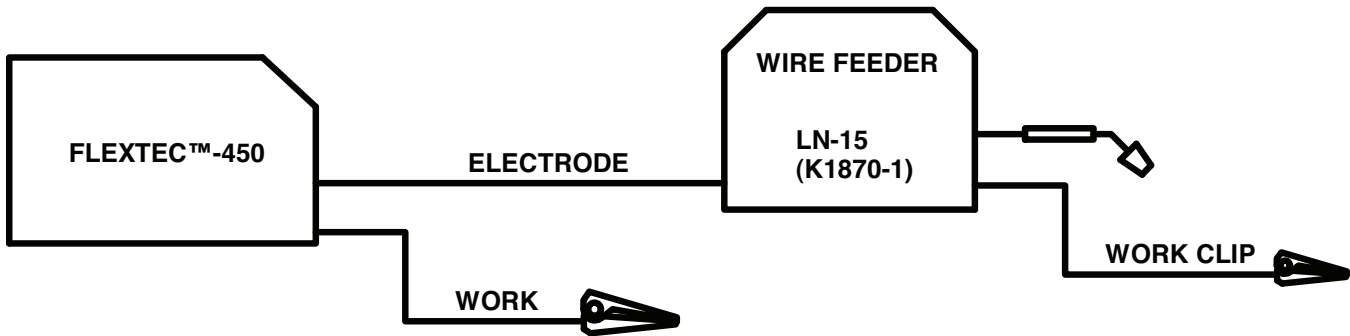 FLEXTEC™-450
ELECTRODE
WORK
WIRE FEEDER
LN-15
(K1870-1)
WORK CLIP